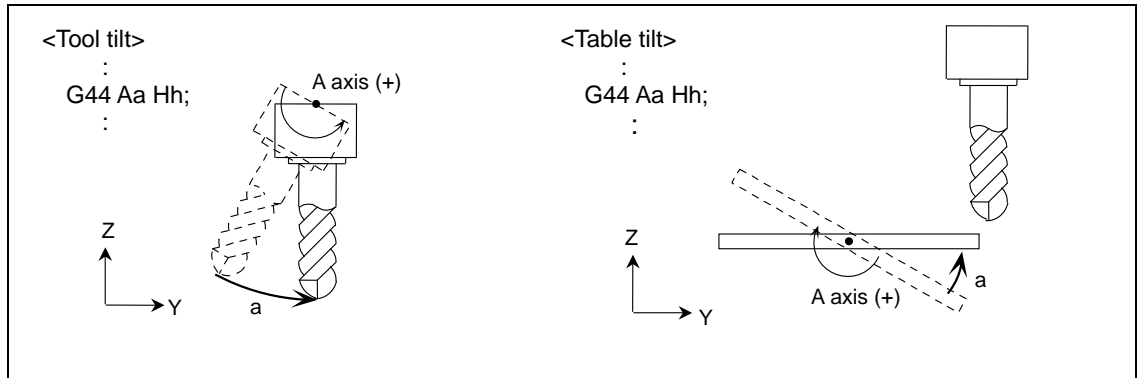 <Tool tilt>
:
G44 Aa Hh;
:
A axis (+)
Z
Y
a
<Table tilt>
:
G44 Aa Hh;
:
Z
Y
A axis (+)
a